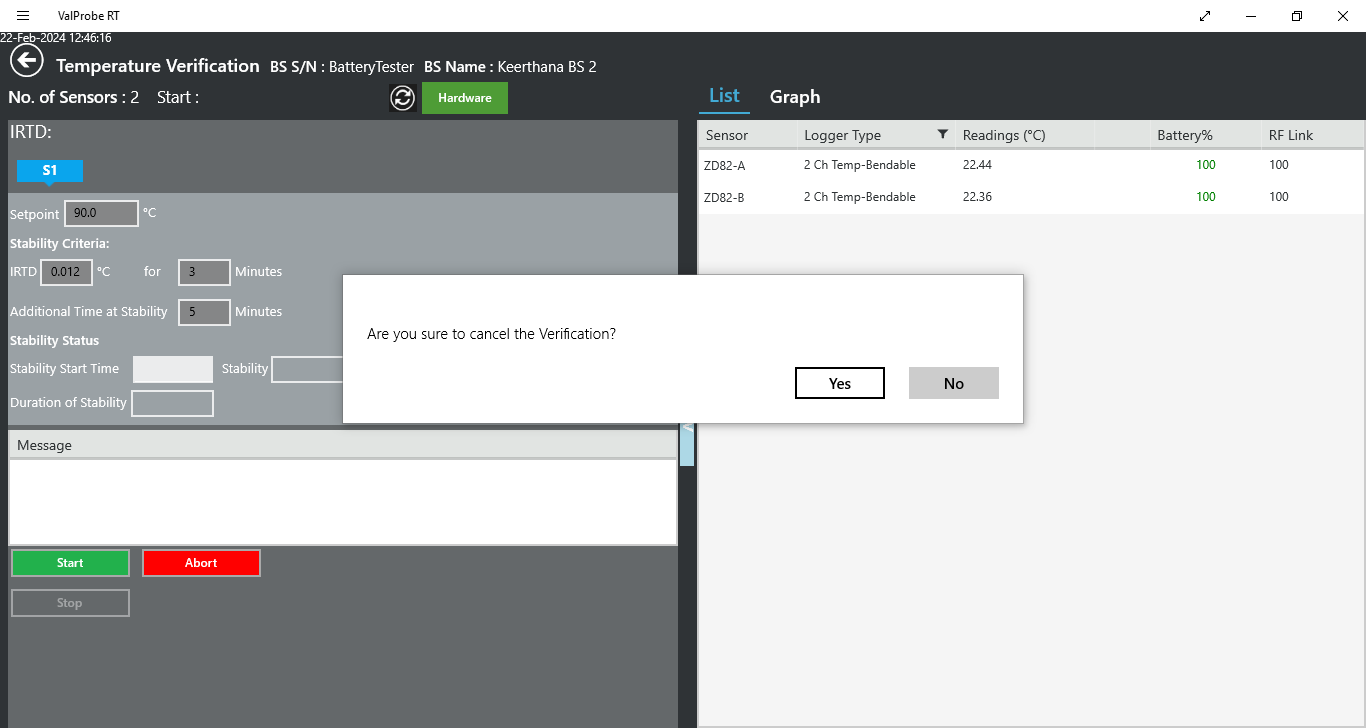 ValProbe RT
22-Feb-2024 12:46:16
Temperature Verification BS S/N : BatteryTester BS Name : Keerthana BS 2
No. of Sensors : 2 Start :
Hardware
List Graph
IRTD:
S1
Setpoint 90.0 °C
Stability Criteria:
IRTD 0.012 °C for 3 Minutes
Additional Time at Stability 5 Minutes
Stability Status
Stability Start Time Stability
Duration of Stability
Message
Start Abort
Stop
Sensor Logger Type Readings (°C) Battery% RF Link
ZD82-A 2 Ch Temp-Bendable 22.44 100 100
ZD82-B 2 Ch Temp-Bendable 22.36 100 100
Are you sure to cancel the Verification?
Yes No